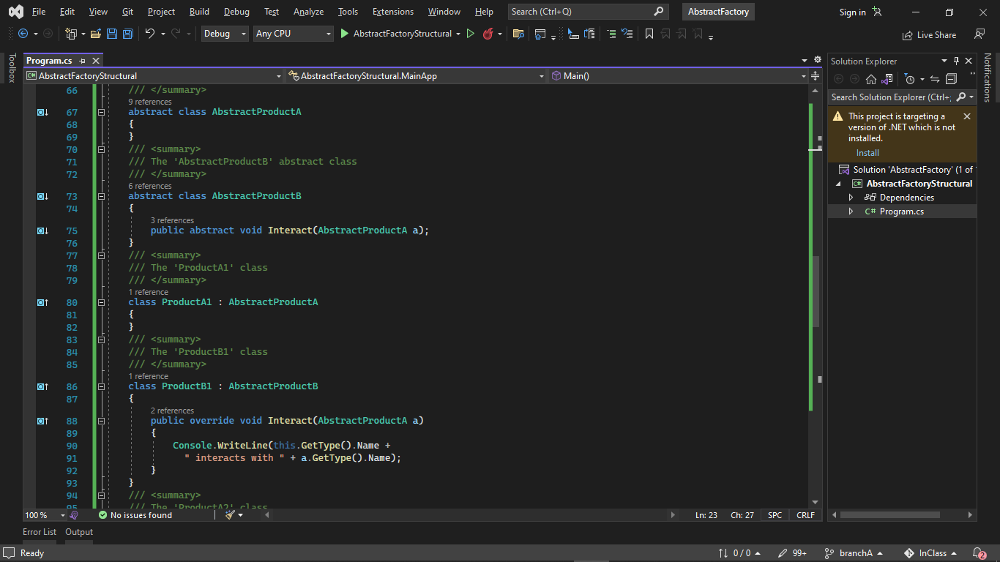 File Edit View Git Project Build Debug Test Analyze Tools Extensions Window Help Search (Ctrl+Q) AbstractFactory Sign in
Debug Any CPU AbstractFactoryStructural Live Share
Toolbox
Program.cs
AbstractFactoryStructural AbstractFactoryStructural.MainApp Main()
66 /// </summary>
9 references
67 abstract class AbstractProductA
68 {
69 }
70 /// <summary>
71 /// The 'AbstractProductB' abstract class
72 /// </summary>
6 references
73 abstract class AbstractProductB
74 {
3 references
75 public abstract void Interact(AbstractProductA a);
76 }
77 /// <summary>
78 /// The 'ProductA1' class
79 /// </summary>
1 reference
80 class ProductA1 : AbstractProductA
81 {
82 }
83 /// <summary>
84 /// The 'ProductB1' class
85 /// </summary>
1 reference
86 class ProductB1 : AbstractProductB
87 {
2 references
88 public override void Interact(AbstractProductA a)
89 {
90 Console.WriteLine(this.GetType().Name +
91 " interacts with " + a.GetType().Name);
92 }
93 }
94 /// <summary>
95 /// The 'ProductA2' class
100 % No issues found Ln: 23 Ch: 27 SPC CRLF
Solution Explorer
Search Solution Explorer (Ctrl+;
This project is targeting a
version of .NET which is not
installed.
Install
Solution 'AbstractFactory' (1 of
C# AbstractFactoryStructural
Dependencies
C# Program.cs
Notifications
Error List Output
Ready 0 / 0 99+ branchA InClass 2